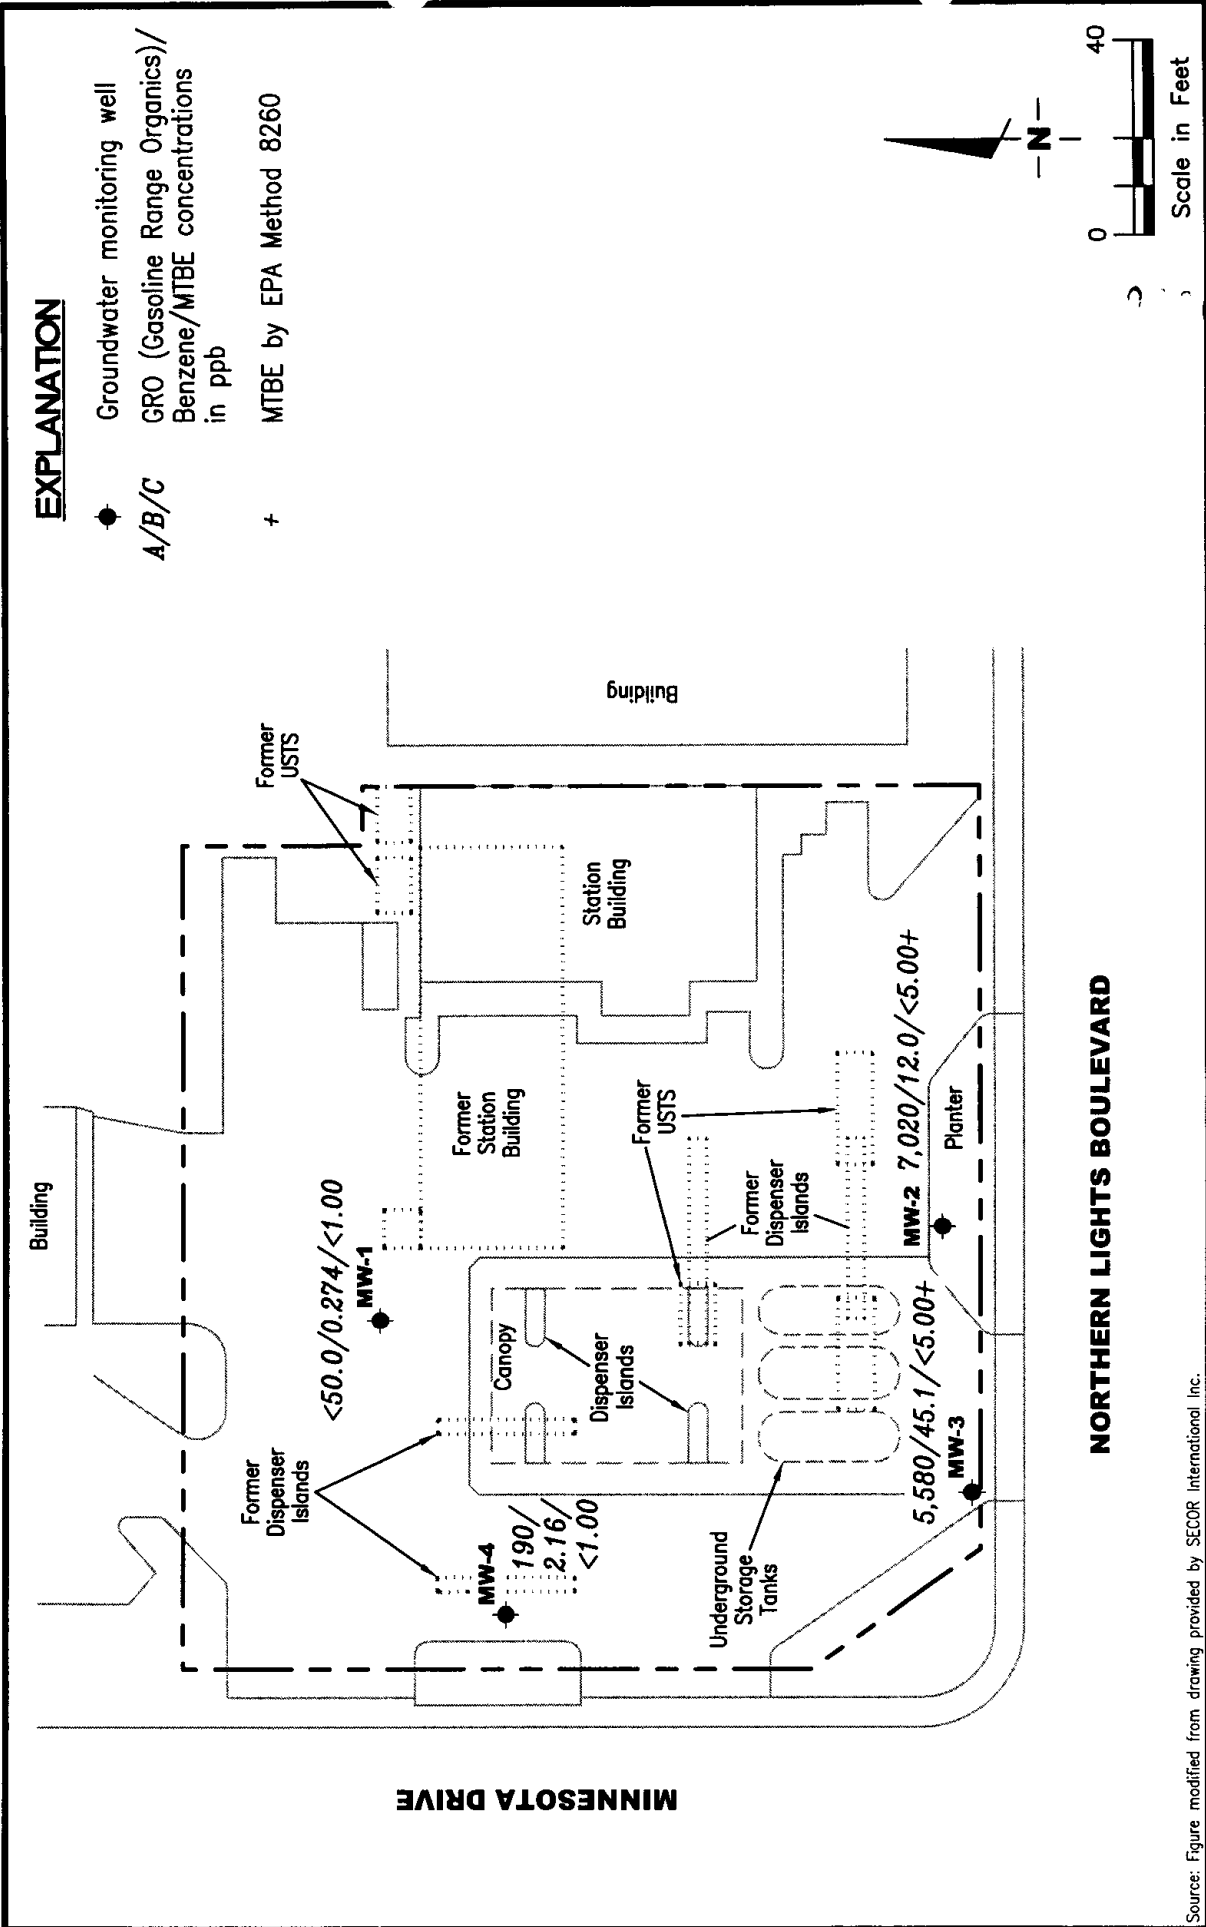 EXPLANATION
Groundwater monitoring well
A/B/C GRO (Gasoline Range Organics)/
Benzene/MTBE concentrations
in ppb
+ MTBE by EPA Method 8260
Building
Former
USTS
Building
<50.0/0.274/<1.00
MW-1
Former
Station
Building
Station
Building
Former
Dispenser
Islands
Canopy
Dispenser
Islands
MW-4
190/
2.16/
<1.00
Former
USTS
Former
Dispenser
Islands
Underground
Storage
Tanks
MW-2 7,020/12.0/<5.00+
5,580/45.1/<5.00+
MW-3
Planter
MINNESOTA DRIVE
NORTHERN LIGHTS BOULEVARD
N
0 40
Scale in Feet
Source: Figure modified from drawing provided by SECOR International Inc.